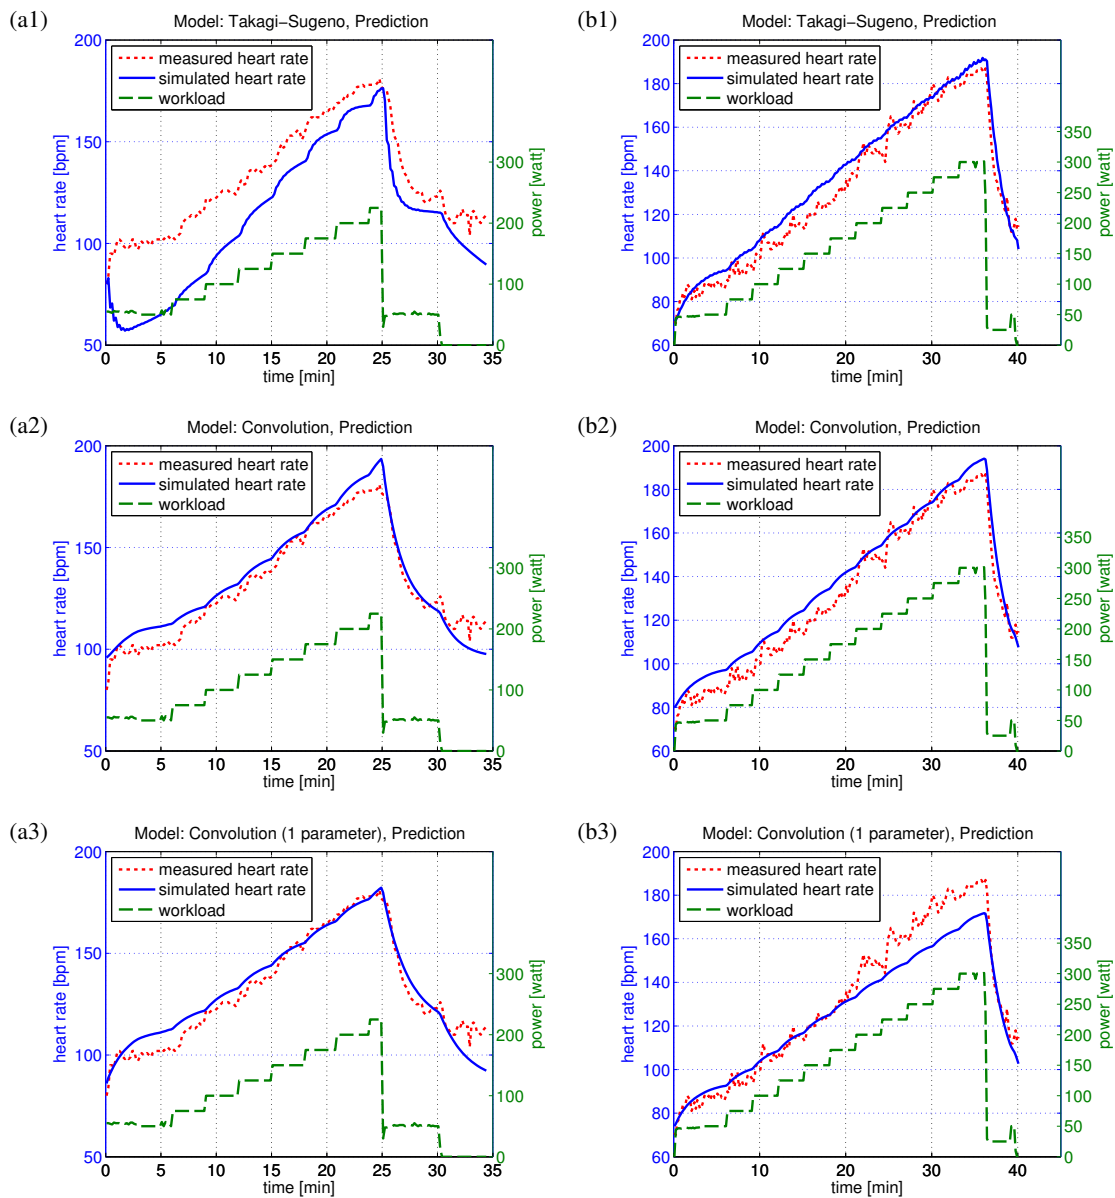 (a1)
Model: Takagi−Sugeno, Prediction
measured heart rate
simulated heart rate
workload
heart rate [bpm]
200
150
100
50
power [watt]
300
200
100
0
0 5 10 15 20 25 30 35
time [min]
(b1)
Model: Takagi−Sugeno, Prediction
measured heart rate
simulated heart rate
workload
heart rate [bpm]
200
180
160
140
120
100
80
60
power [watt]
350
300
250
200
150
100
50
0
0 10 20 30 40
time [min]
(a2)
Model: Convolution, Prediction
measured heart rate
simulated heart rate
workload
heart rate [bpm]
200
150
100
50
power [watt]
300
200
100
0
0 5 10 15 20 25 30 35
time [min]
(b2)
Model: Convolution, Prediction
measured heart rate
simulated heart rate
workload
heart rate [bpm]
200
180
160
140
120
100
80
60
power [watt]
350
300
250
200
150
100
50
0
0 10 20 30 40
time [min]
(a3)
Model: Convolution (1 parameter), Prediction
measured heart rate
simulated heart rate
workload
heart rate [bpm]
200
150
100
50
power [watt]
300
200
100
0
0 5 10 15 20 25 30 35
time [min]
(b3)
Model: Convolution (1 parameter), Prediction
measured heart rate
simulated heart rate
workload
heart rate [bpm]
200
180
160
140
120
100
80
60
power [watt]
350
300
250
200
150
100
50
0
0 10 20 30 40
time [min]